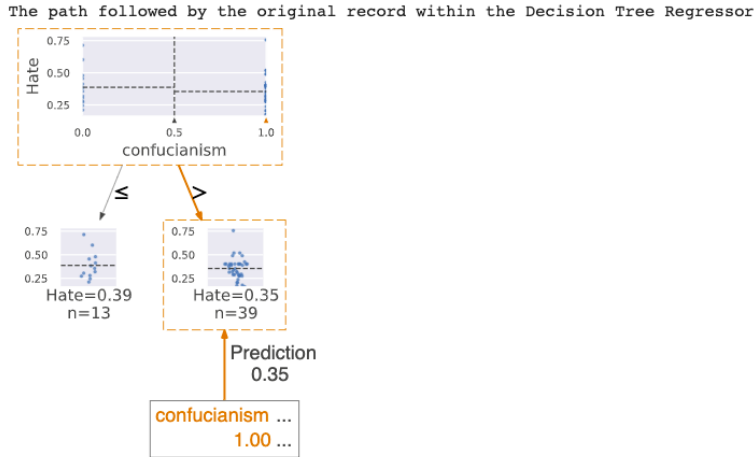 The path followed by the original record within the Decision Tree Regressor
0.75
0.50
0.25
Hate
0.0 0.5 1.0
confucianism
≤ >
0.75
0.50
0.25
Hate=0.39
n=13
0.75
0.50
0.25
Hate=0.35
n=39
Prediction
0.35
confucianism ...
1.00 ...